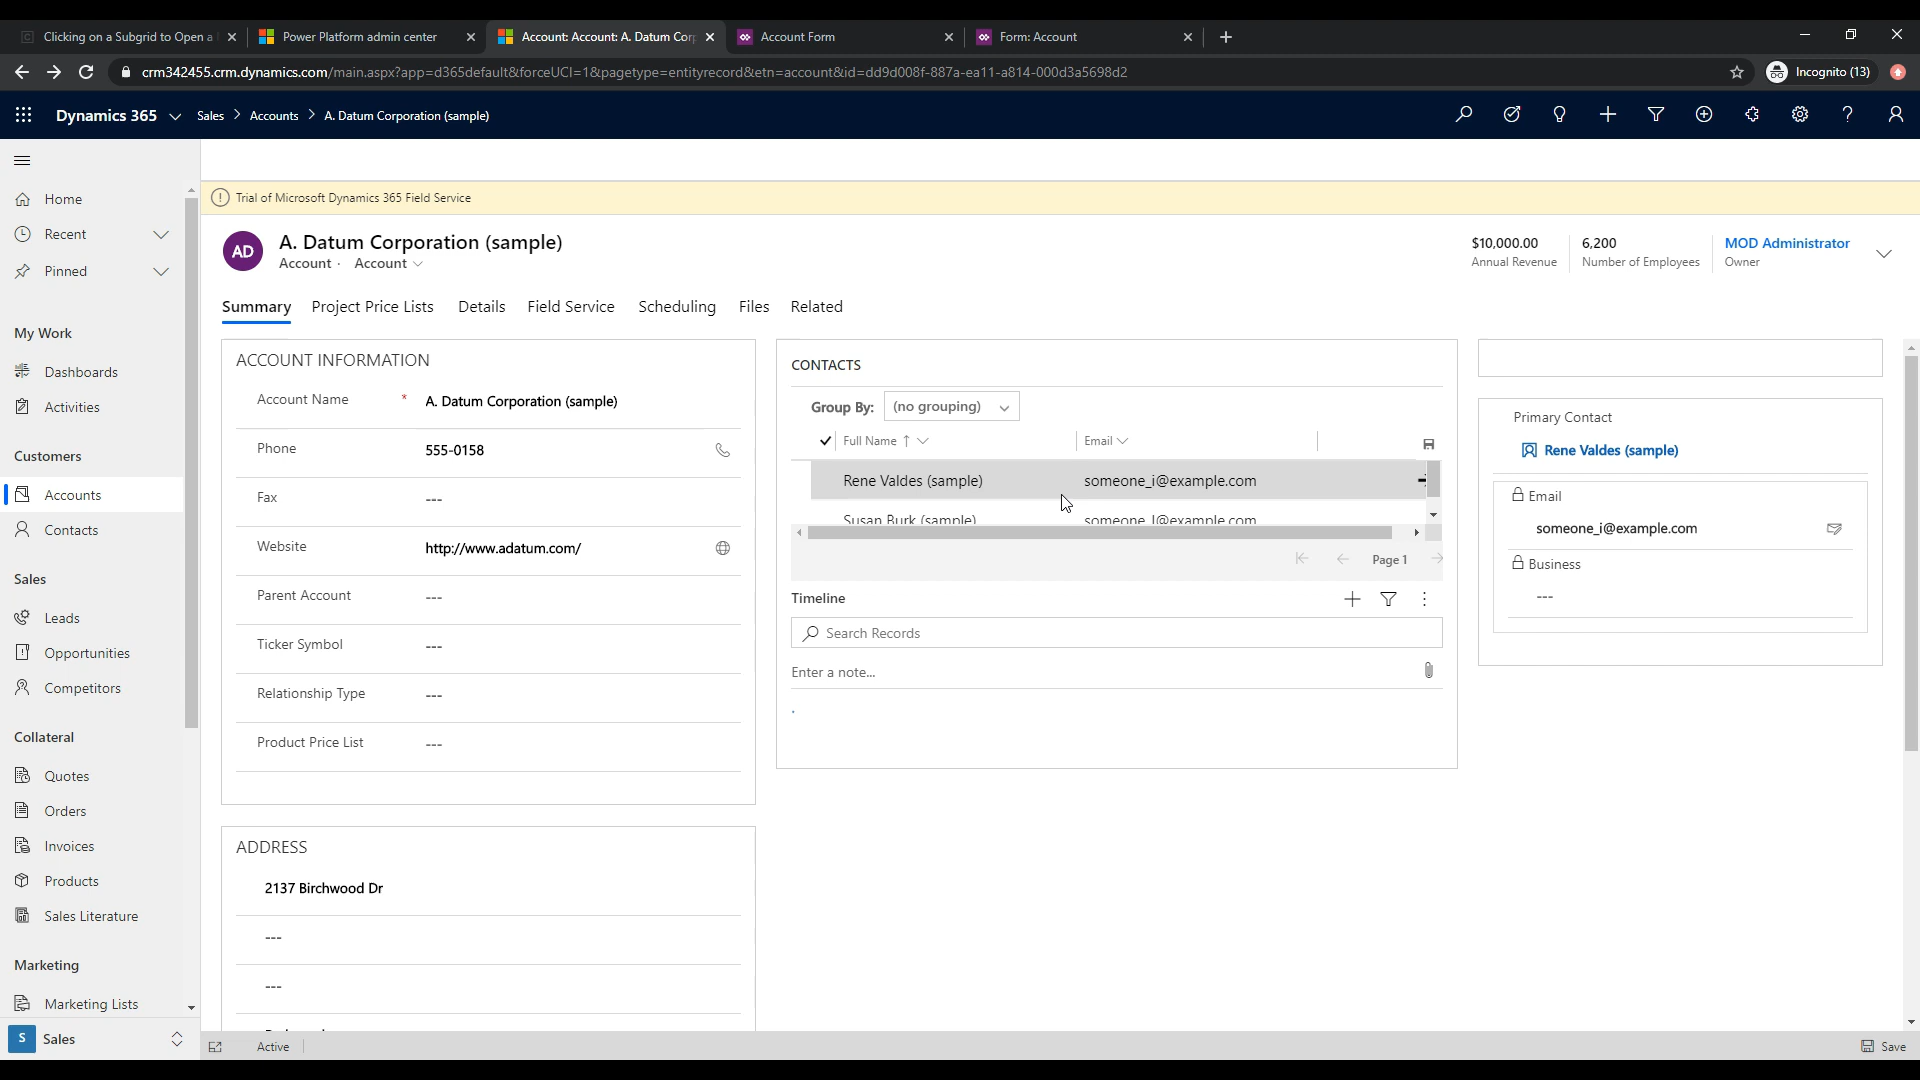 Clicking on a Subgrid to Open a
Power Platform admin center
Account: Account: A. Datum Cor
Account Form
Form: Account
crm342455.crm.dynamics.com/main.aspx?app=d365default&forceUCI=1&pagetype=entityrecord&etn=account&id=dd9d008f-887a-ea11-a814-000d3a5698d2
Incognito (13)
Dynamics 365
Sales > Accounts > A. Datum Corporation (sample)
Home
Recent
Pinned
My Work
Dashboards
Activities
Customers
Accounts
Contacts
Sales
Leads
Opportunities
Competitors
Collateral
Quotes
Orders
Invoices
Products
Sales Literature
Marketing
Marketing Lists
S Sales
Trial of Microsoft Dynamics 365 Field Service
AD
A. Datum Corporation (sample)
Account · Account
$10,000.00
Annual Revenue
6,200
Number of Employees
MOD Administrator
Owner
Summary Project Price Lists Details Field Service Scheduling Files Related
ACCOUNT INFORMATION
Account Name * A. Datum Corporation (sample)
Phone 555-0158
Fax ---
Website http://www.adatum.com/
Parent Account ---
Ticker Symbol ---
Relationship Type ---
Product Price List ---
ADDRESS
2137 Birchwood Dr
---
---
CONTACTS
Group By: (no grouping)
Full Name ↑ Email
Rene Valdes (sample) someone_i@example.com
Susan Burk (sample) someone_l@example.com
Page 1
Timeline
Search Records
Enter a note...
Primary Contact
Rene Valdes (sample)
Email
someone_i@example.com
Business
---
Active
Save